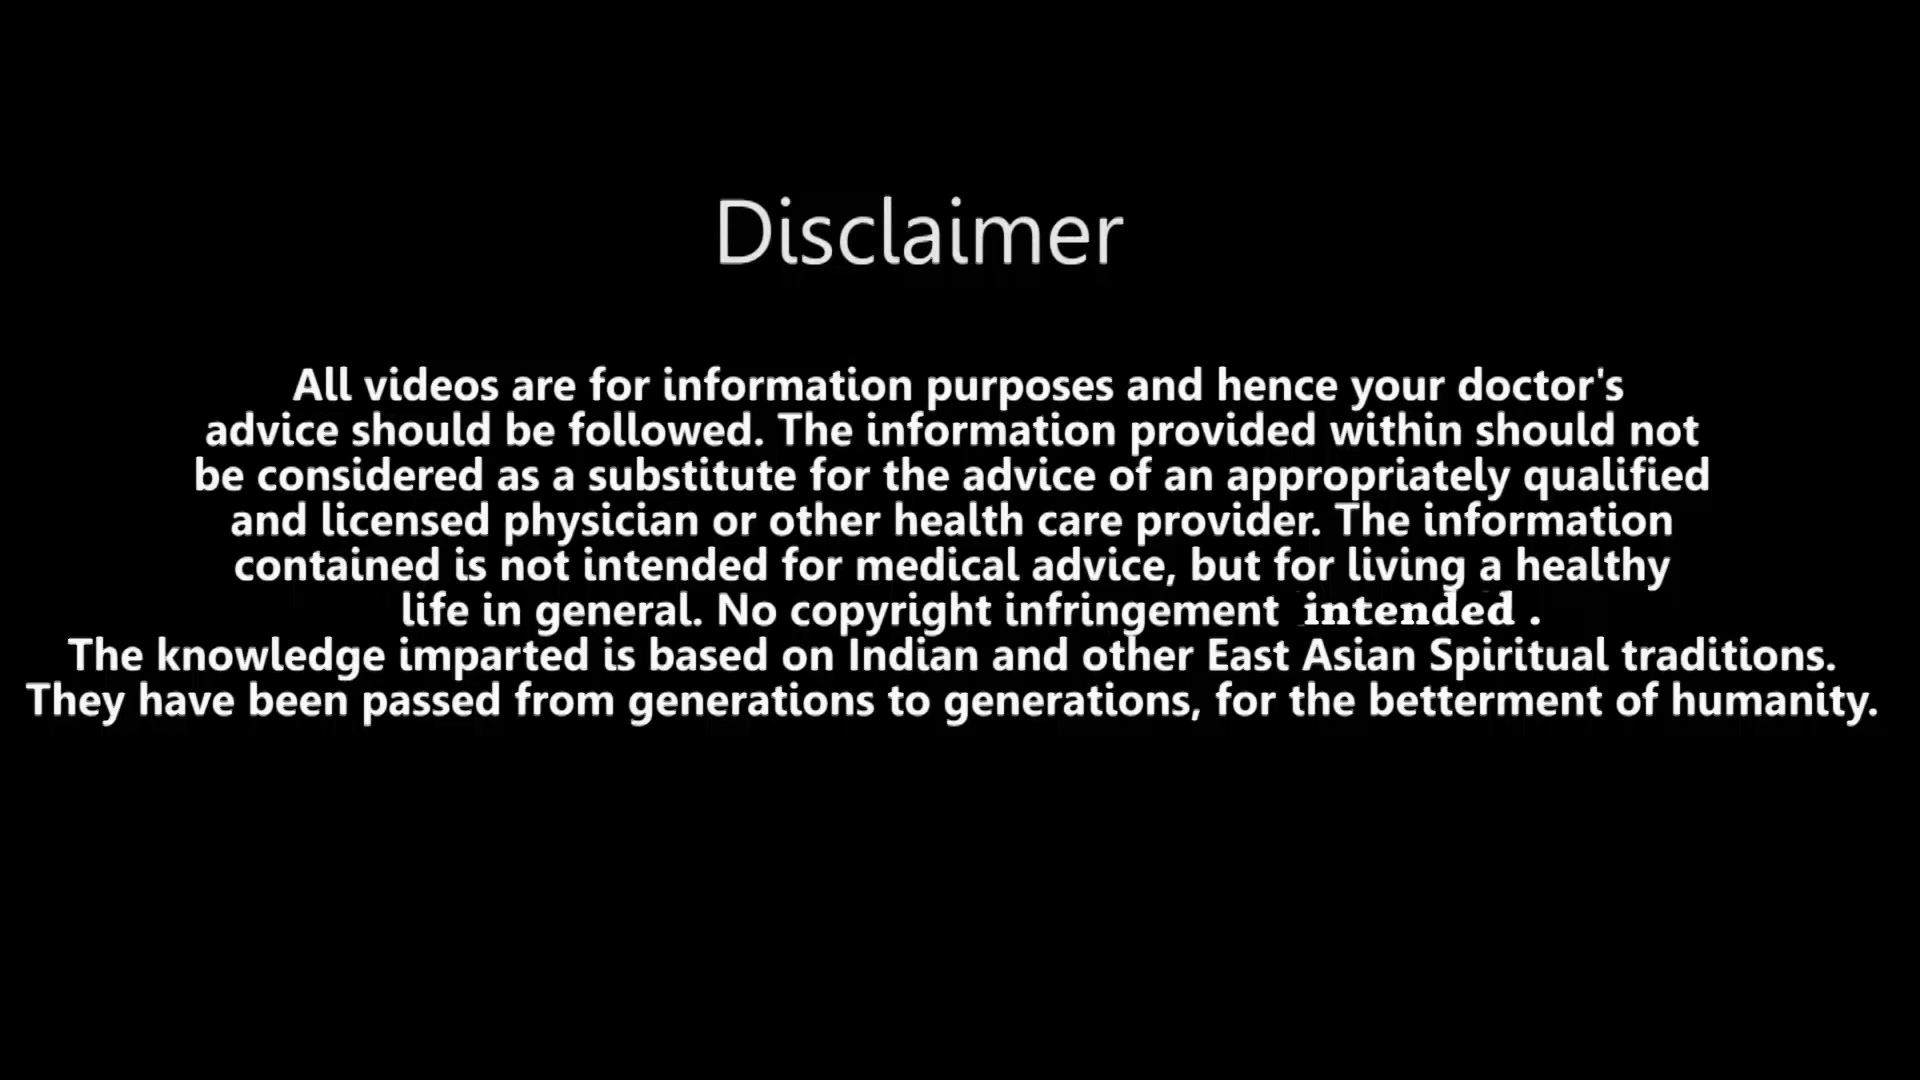 Disclaimer
All videos are for information purposes and hence your doctor's
advice should be followed. The information provided within should not
be considered as a substitute for the advice of an appropriately qualified
and licensed physician or other health care provider. The information
contained is not intended for medical advice, but for living a healthy
life in general. No copyright infringement intended .
The knowledge imparted is based on Indian and other East Asian Spiritual traditions.
They have been passed from generations to generations, for the betterment of humanity.